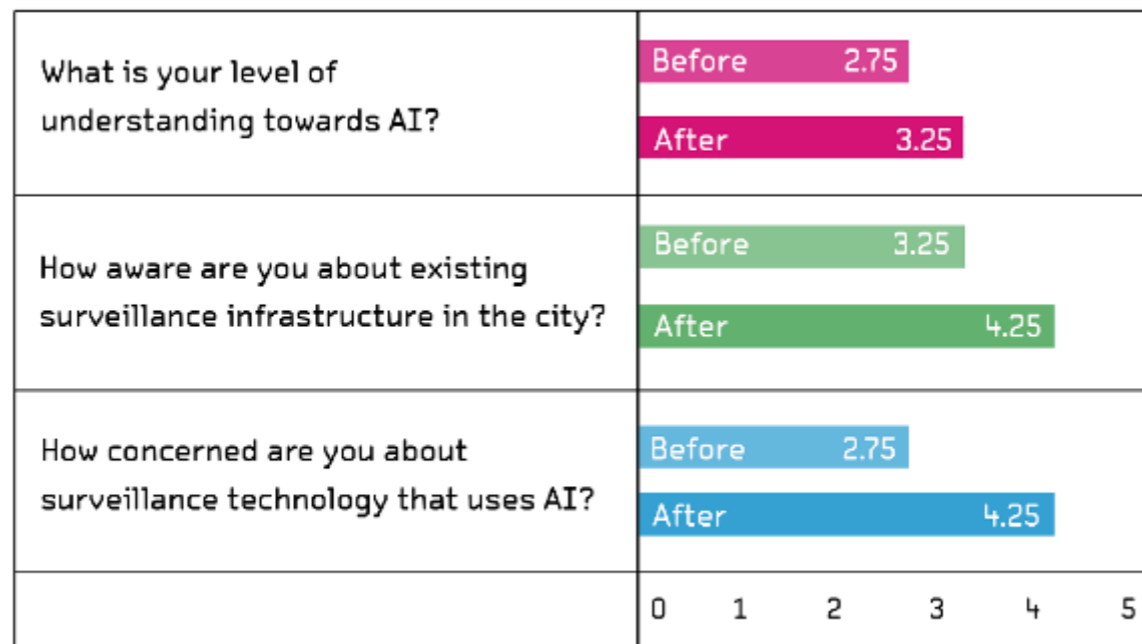 What is your level of
understanding towards AI?
Before 2.75
After 3.25
How aware are you about existing
surveillance infrastructure in the city?
Before 3.25
After 4.25
How concerned are you about
surveillance technology that uses AI?
Before 2.75
After 4.25
0 1 2 3 4 5